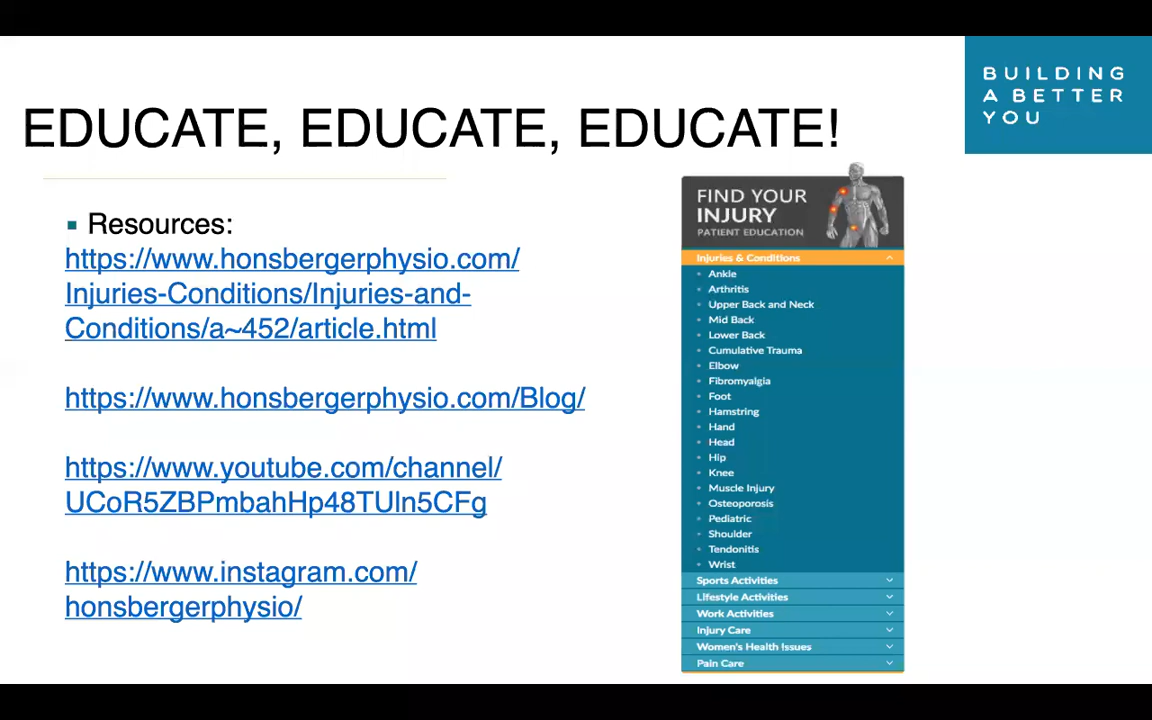 BUILDING
A BETTER
YOU
EDUCATE, EDUCATE, EDUCATE!
Resources:
https://www.honsbergerphysio.com/
Injuries-Conditions/Injuries-and-
Conditions/a~452/article.html
https://www.honsbergerphysio.com/Blog/
https://www.youtube.com/channel/
UCoR5ZBPmbahHp48TUln5CFg
https://www.instagram.com/
honsbergerphysio/
FIND YOUR
INJURY
PATIENT EDUCATION
Injuries & Conditions
Ankle
Arthritis
Upper Back and Neck
Mid Back
Lower Back
Cumulative Trauma
Elbow
Fibromyalgia
Foot
Hamstring
Hand
Head
Hip
Knee
Muscle Injury
Osteoporosis
Pediatric
Shoulder
Tendonitis
Wrist
Sports Activities
Lifestyle Activities
Work Activities
Injury Care
Women's Health Issues
Pain Care